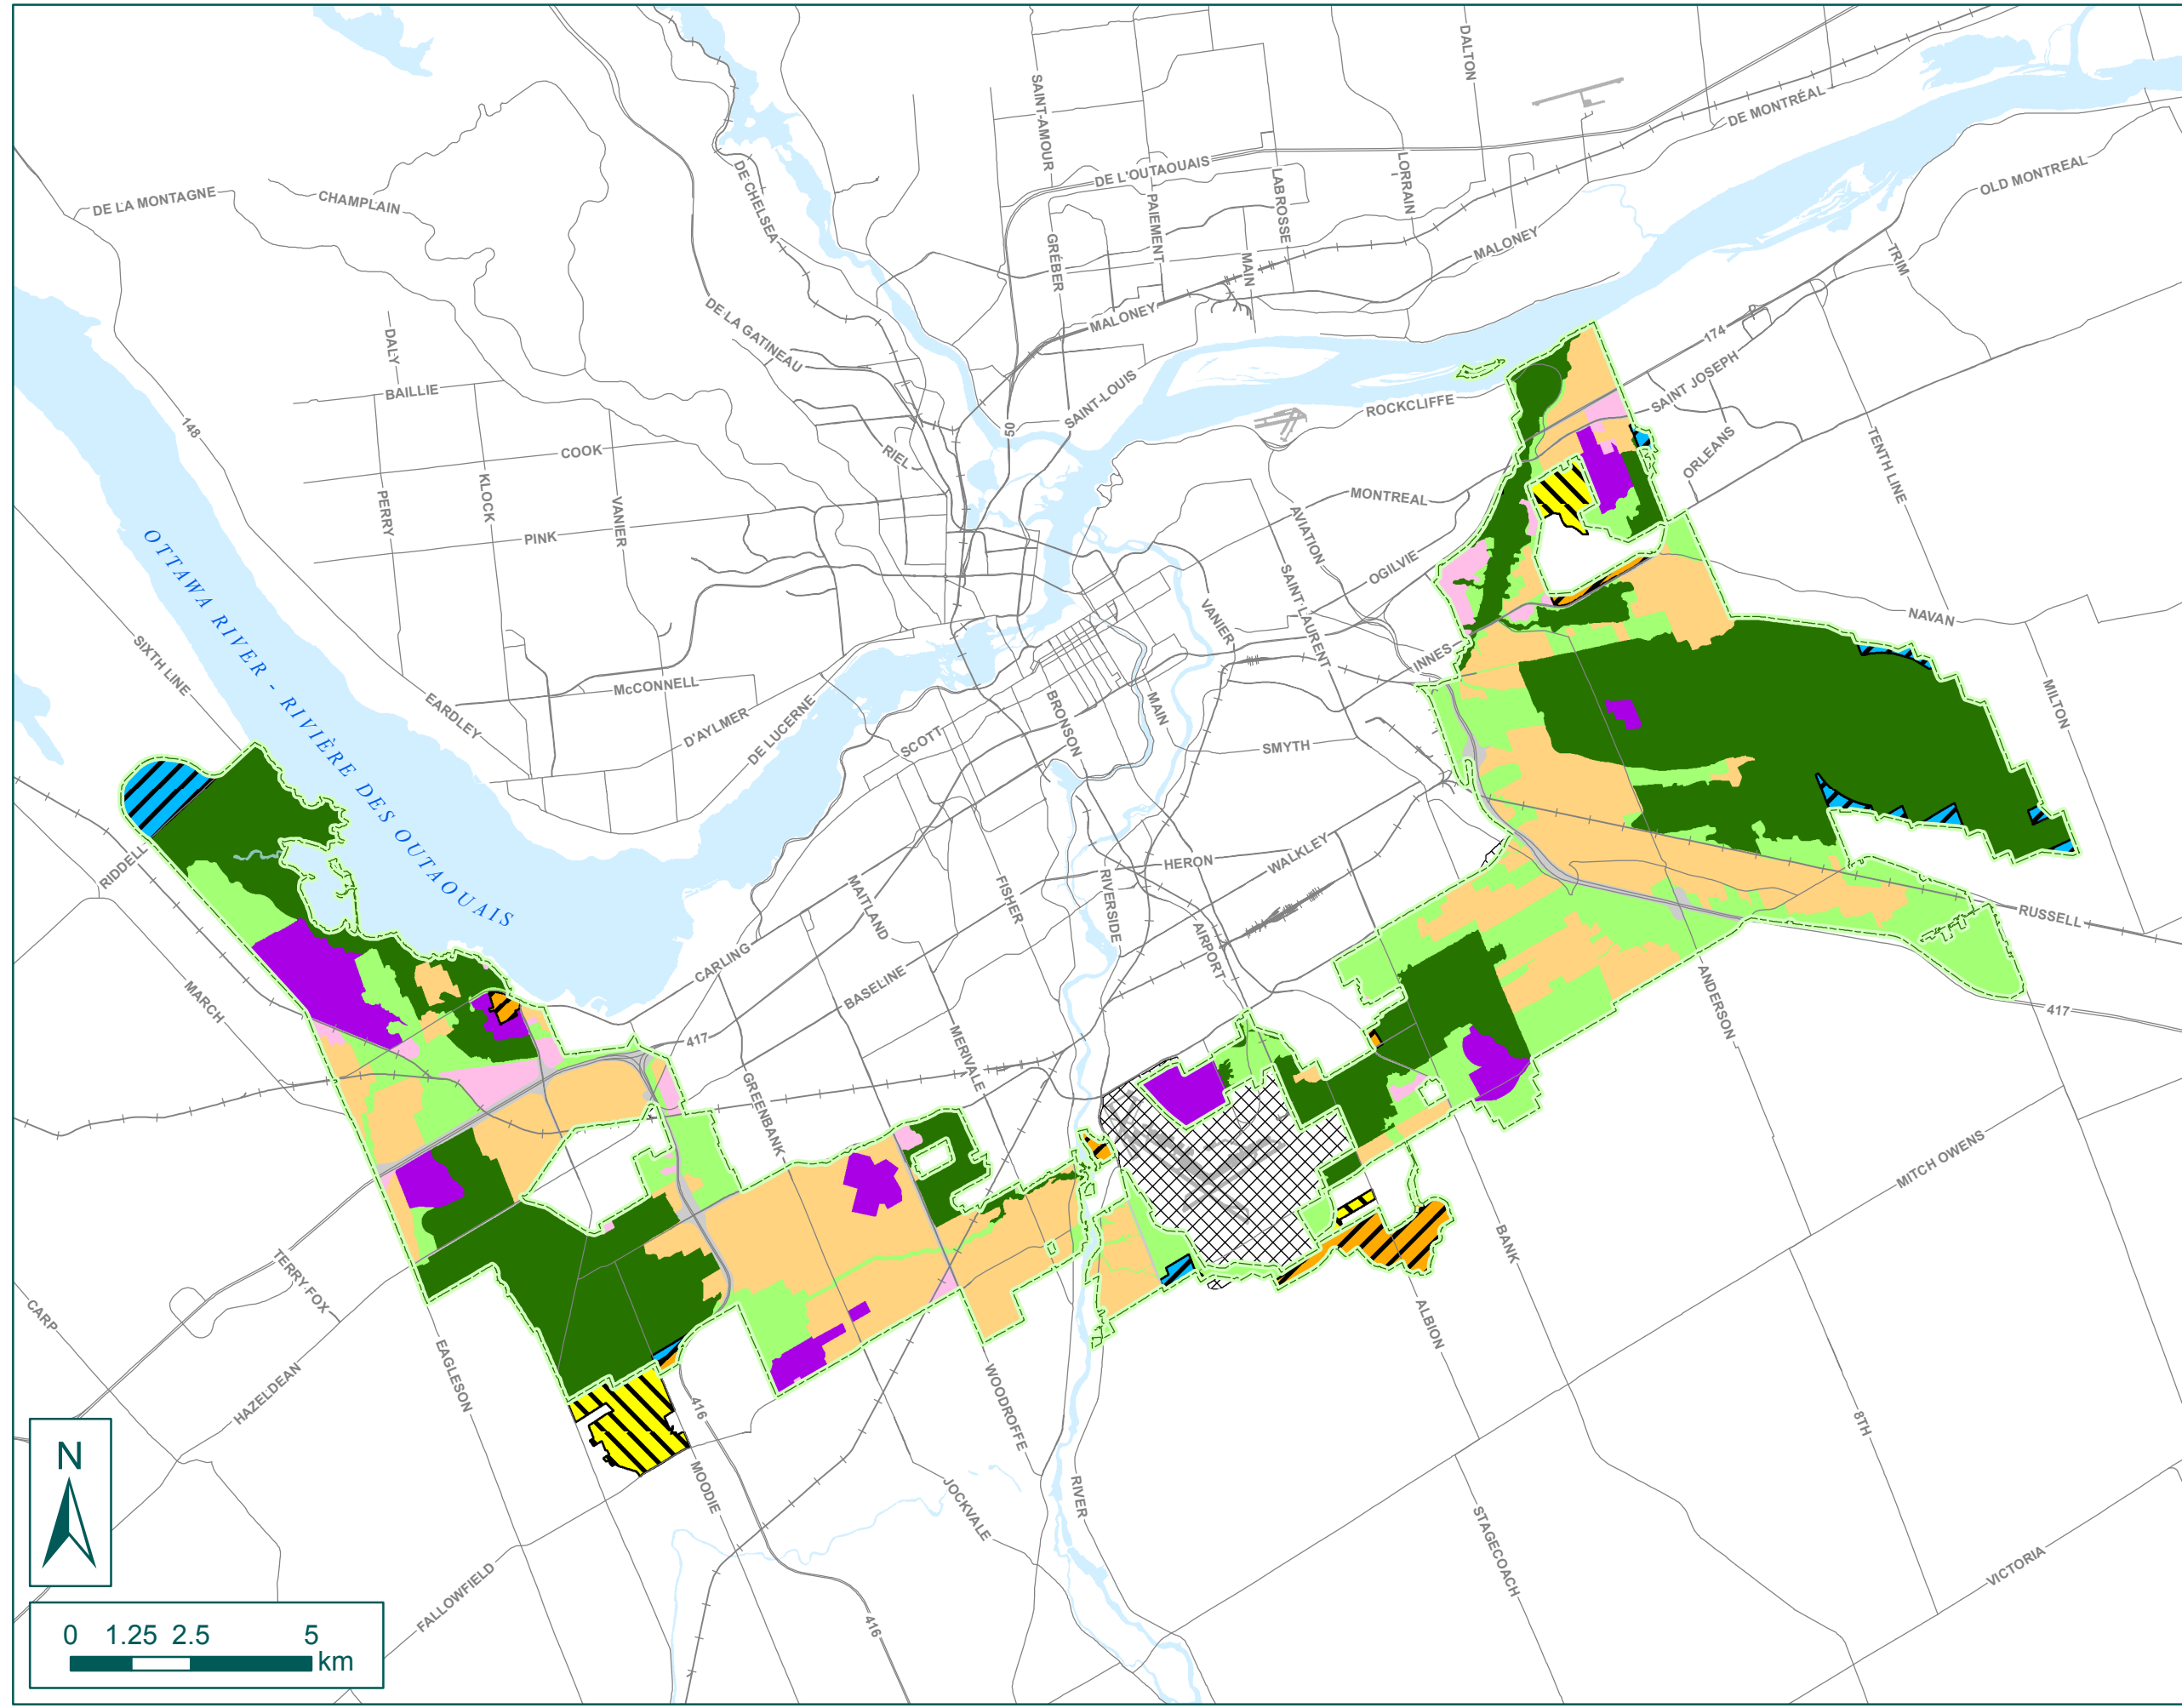 DALTON
SAINT-AMOUR
DE MONTRÉAL
DE CHELSEA
DE L'OUTAOUAIS
LORRAIN
OLD MONTREAL
DE LA MONTAGNE
CHAMPLAIN
PAIEMENT
LABROSSE
GRÉBER
MAIN
MALONEY
TRIM
DE LA GATINEAU
MALONEY
DALY
BAILLIE
174
SAINT JOSEPH
SAINT-LOUIS
ROCKCLIFFE
148
50
RIEL
COOK
ORLEANS
TENTH LINE
KLOCK
PERRY
VANIER
PINK
MONTREAL
AVIATION
OGILVIE
OTTAWA RIVER - RIVIÈRE DES OUTAOUAIS
SAINT-LAURENT
VANIER
NAVAN
SIXTH LINE
McCONNELL
INNES
EARDLEY
D'AYLMER
DE LUCERNE
SCOTT
BRONSON
MAIN
SMYTH
MILTON
RIDDELL
HERON
WALKLEY
MAITLAND
FISHER
RIVERSIDE
RUSSELL
CARLING
BASELINE
AIRPORT
MARCH
ANDERSON
417
417
MERIVALE
GREENBANK
MITCH OWENS
TERRY FOX
BANK
CARP
ALBION
EAGLESON
HAZELDEAN
WOODROFFE
416
8TH
N
MOODIE
JOCKVALE
RIVER
STAGECOACH
FALLOWFIELD
VICTORIA
416
0 1.25 2.5 5
km